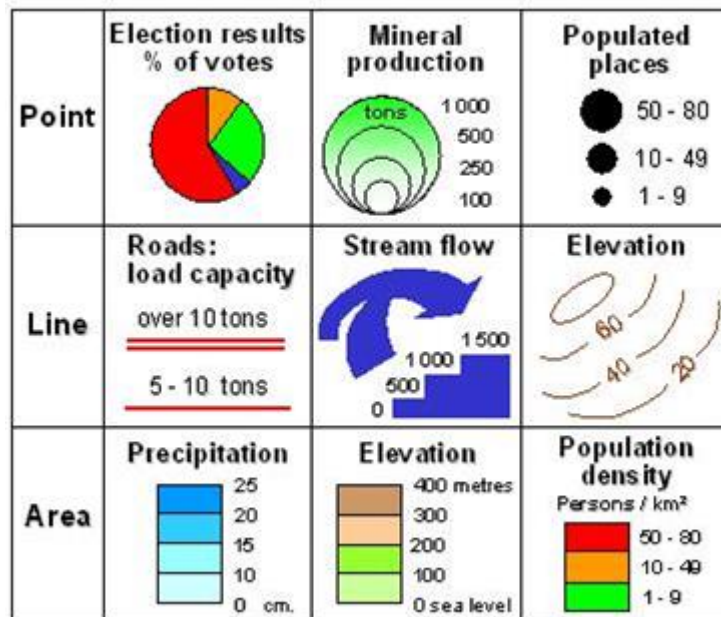 Point
Election results
% of votes
Mineral
production
tons
1 000
500
250
100
Populated
places
50 - 80
10 - 49
1 - 9
Line
Roads:
load capacity
over 10 tons
5 - 10 tons
Stream flow
1 500
1 000
500
0
Elevation
60
40
20
Area
Precipitation
25
20
15
10
0 cm.
Elevation
400 metres
300
200
100
0 sea level
Population
density
Persons / km²
50 - 80
10 - 49
1 - 9